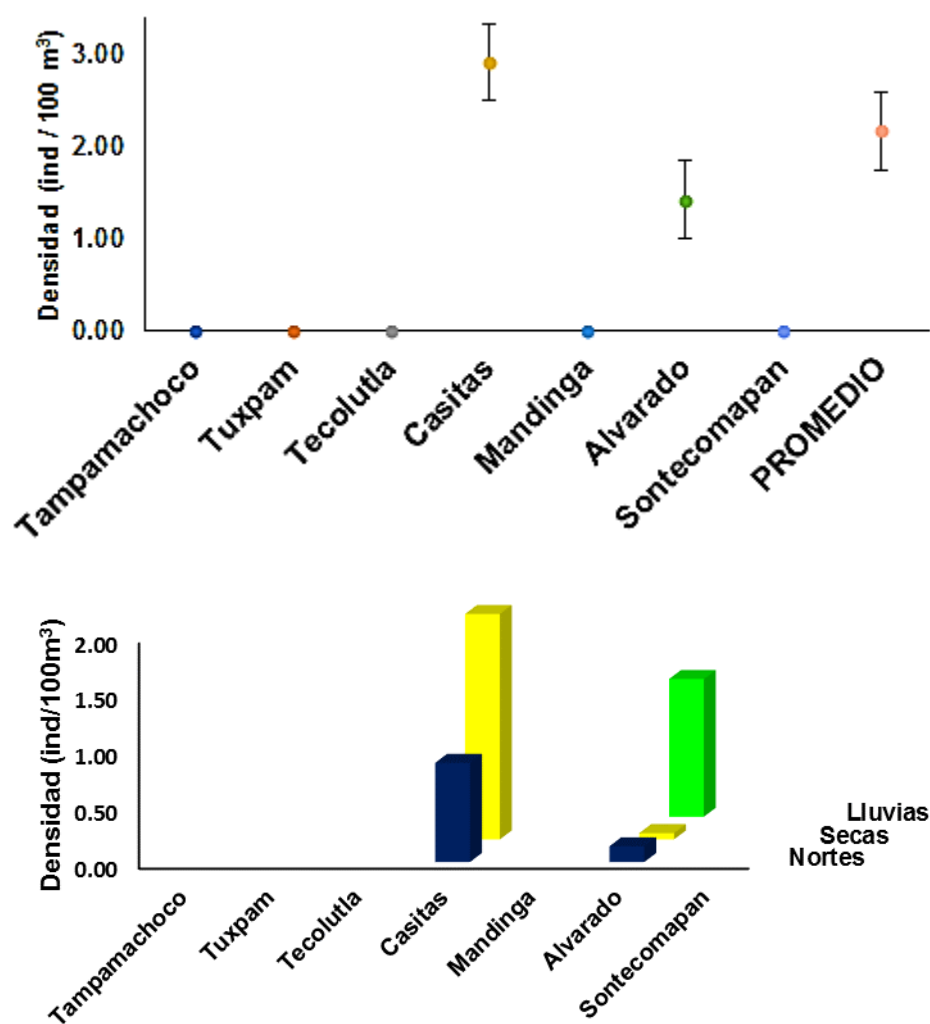 Densidad (ind / 100 m³)
3.00
2.00
1.00
0.00
Tampamachoco
Tuxpam
Tecolutla
Casitas
Mandinga
Alvarado
Sontecomapan
PROMEDIO
Densidad (ind/100m³)
2.00
1.50
1.00
0.50
0.00
Lluvias
Secas
Nortes
Tampamachoco
Tuxpam
Tecolutla
Casitas
Mandinga
Alvarado
Sontecomapan